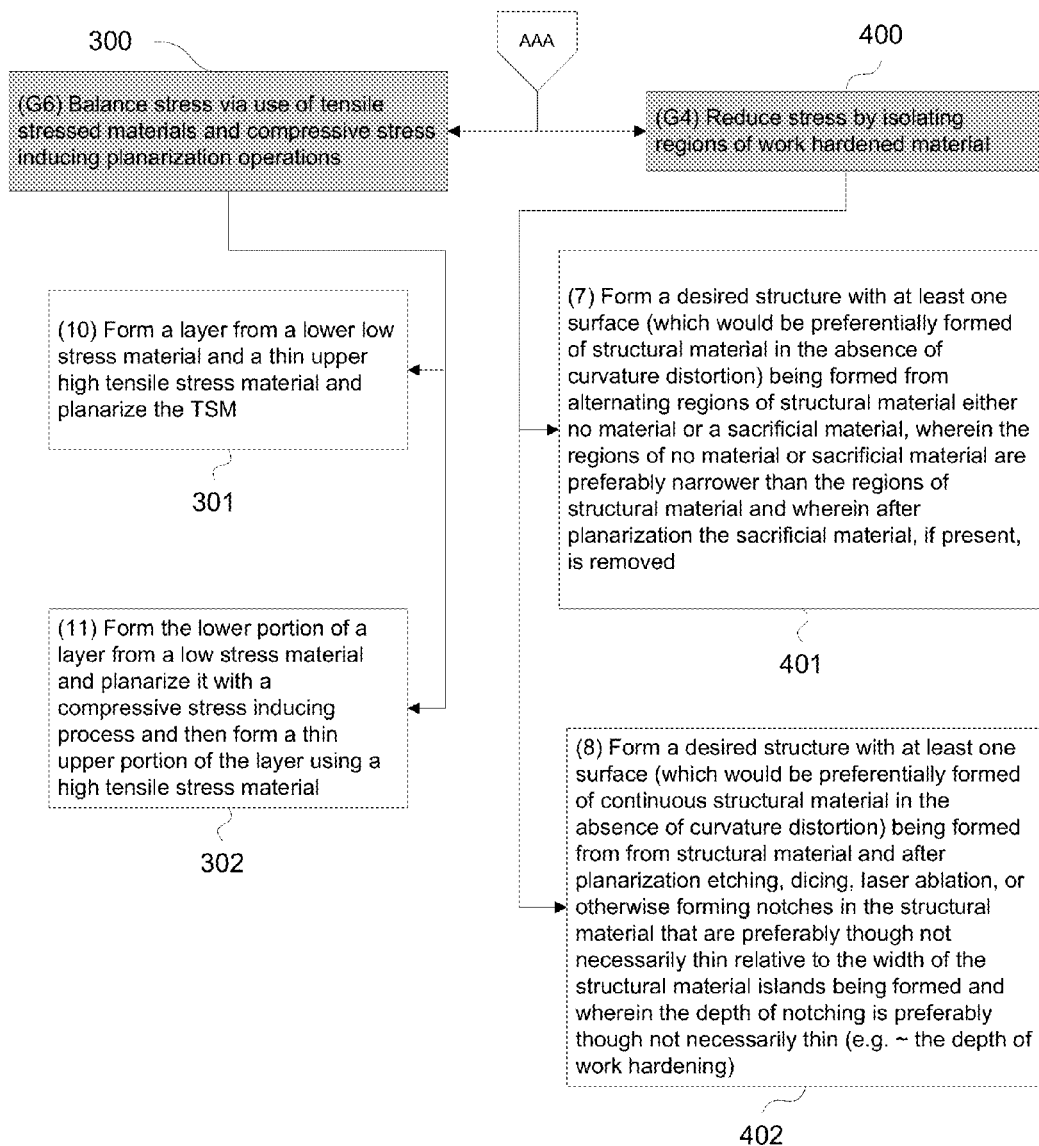 AAA
300
(G6) Balance stress via use of tensile
stressed materials and compressive stress
inducing planarization operations
400
(G4) Reduce stress by isolating
regions of work hardened material
(10) Form a layer from a lower low
stress material and a thin upper
high tensile stress material and
planarize the TSM
301
(11) Form the lower portion of a
layer from a low stress material
and planarize it with a
compressive stress inducing
process and then form a thin
upper portion of the layer using a
high tensile stress material
302
(7) Form a desired structure with at least one
surface (which would be preferentially formed
of structural material in the absence of
curvature distortion) being formed from
alternating regions of structural material either
no material or a sacrificial material, wherein the
regions of no material or sacrificial material are
preferably narrower than the regions of
structural material and wherein after
planarization the sacrificial material, if present,
is removed
401
(8) Form a desired structure with at least one
surface (which would be preferentially formed
of continuous structural material in the
absence of curvature distortion) being formed
from from structural material and after
planarization etching, dicing, laser ablation, or
otherwise forming notches in the structural
material that are preferably though not
necessarily thin relative to the width of the
structural material islands being formed and
wherein the depth of notching is preferably
though not necessarily thin (e.g. ~ the depth of
work hardening)
402